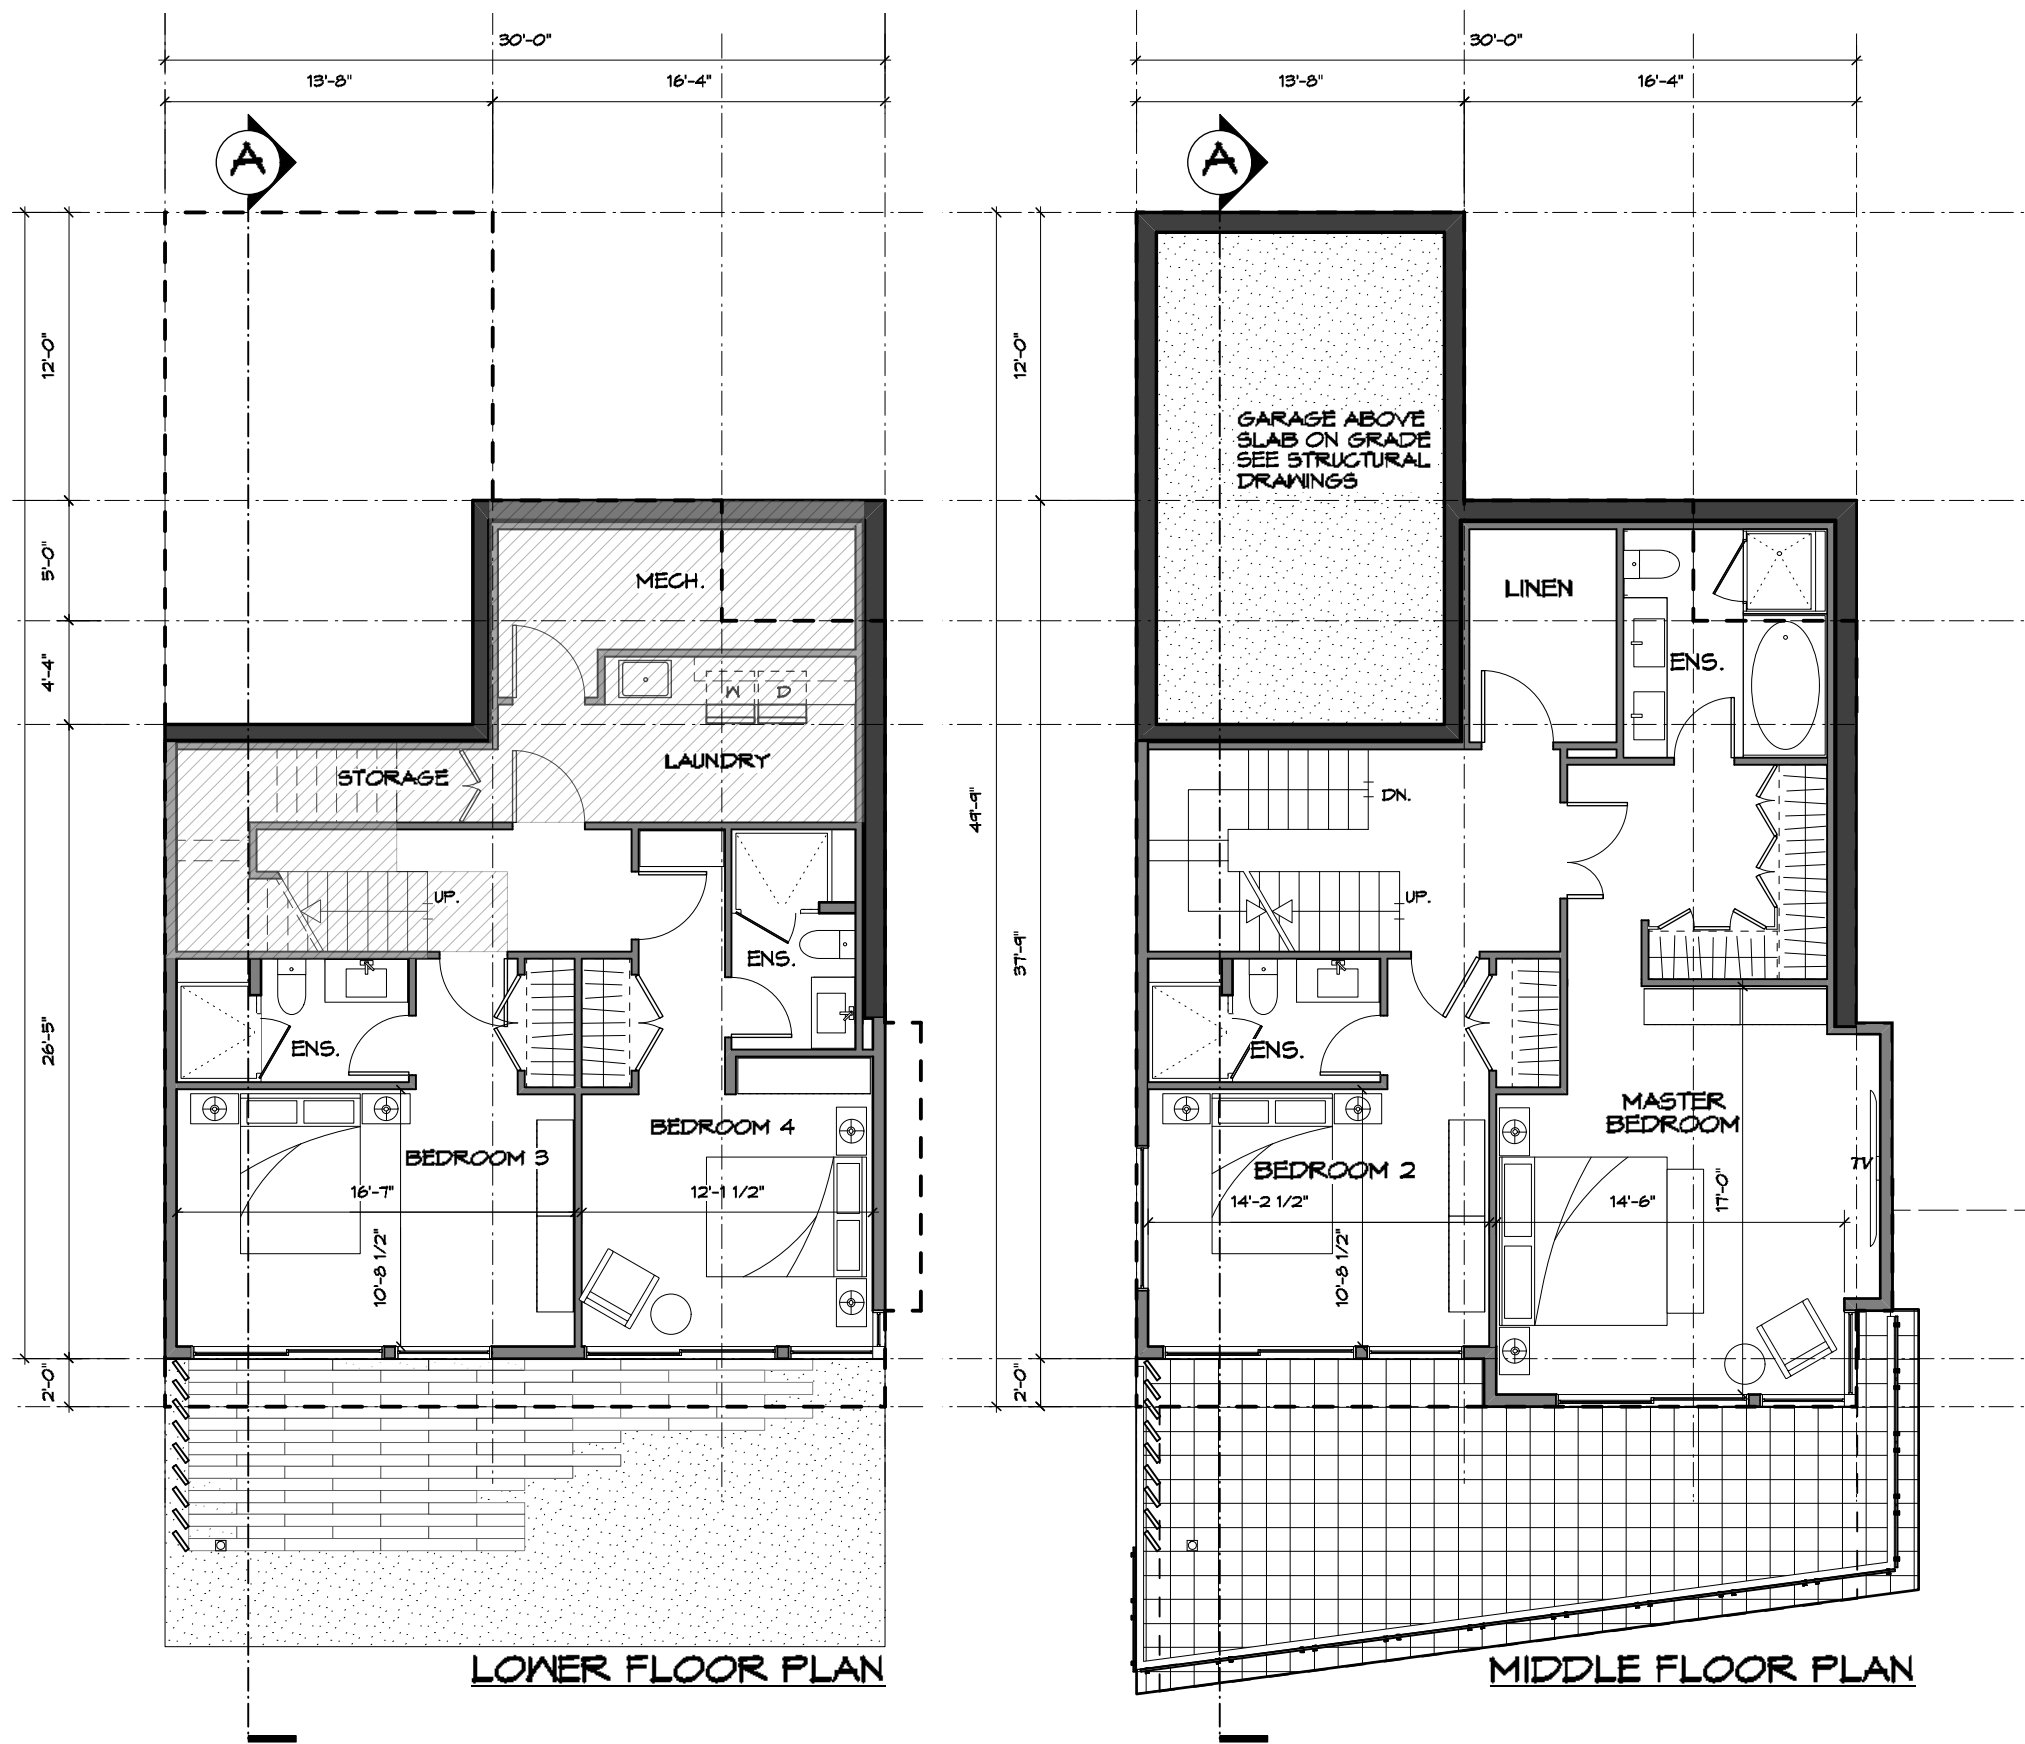 30'-0"
13'-8"
16'-4"
A
12'-0"
5'-0"
4'-4"
26'-5"
2'-0"
MECH.
W
D
LAUNDRY
STORAGE
UP.
ENS.
ENS.
BEDROOM 4
BEDROOM 3
16'-7"
12'-1 1/2"
10'-8 1/2"
LOWER FLOOR PLAN
30'-0"
13'-8"
16'-4"
A
12'-0"
49'-9"
37'-9"
2'-0"
GARAGE ABOVE
SLAB ON GRADE
SEE STRUCTURAL
DRAWINGS
LINEN
ENS.
DN.
UP.
ENS.
MASTER
BEDROOM
TV
BEDROOM 2
14'-2 1/2"
14'-6"
17'-0"
10'-8 1/2"
MIDDLE FLOOR PLAN